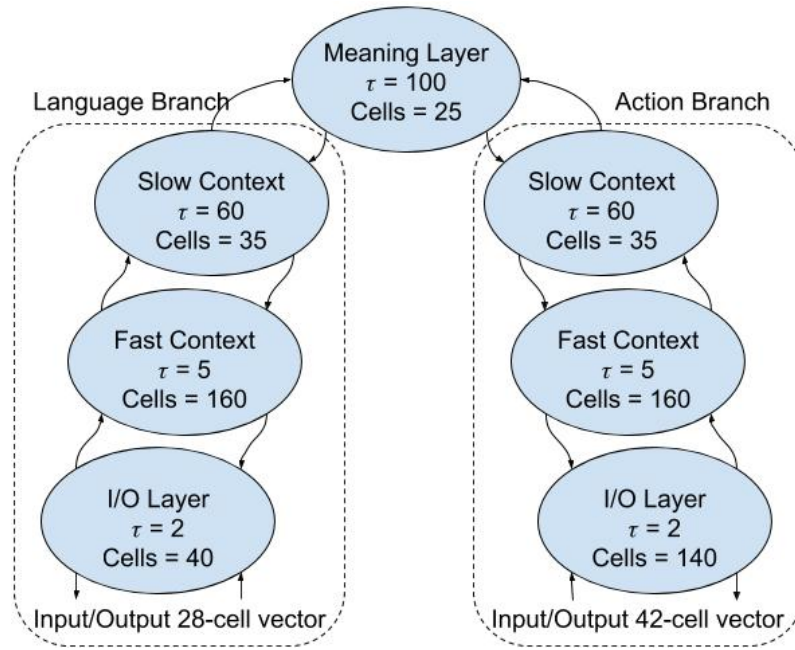 Meaning Layer
τ = 100
Cells = 25
Language Branch
Action Branch
Slow Context
τ = 60
Cells = 35
Slow Context
τ = 60
Cells = 35
Fast Context
τ = 5
Cells = 160
Fast Context
τ = 5
Cells = 160
I/O Layer
τ = 2
Cells = 40
I/O Layer
τ = 2
Cells = 140
Input/Output 28-cell vector
Input/Output 42-cell vector